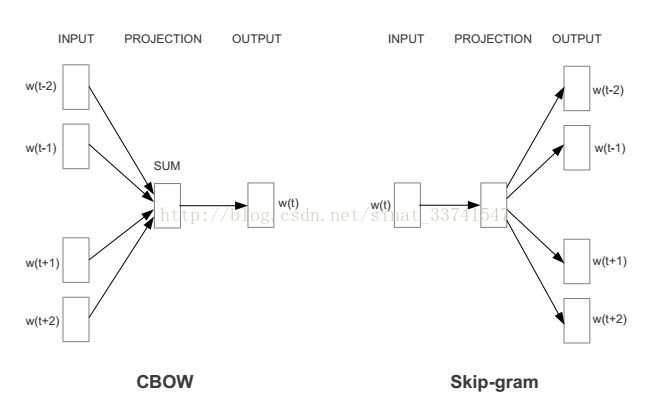 INPUT PROJECTION OUTPUT
w(t-2)
w(t-1)
SUM
w(t)
w(t+1)
w(t+2)
CBOW
INPUT PROJECTION OUTPUT
w(t-2)
w(t-1)
w(t)
w(t+1)
w(t+2)
Skip-gram
http://blog.csdn.net/sinat_33741547